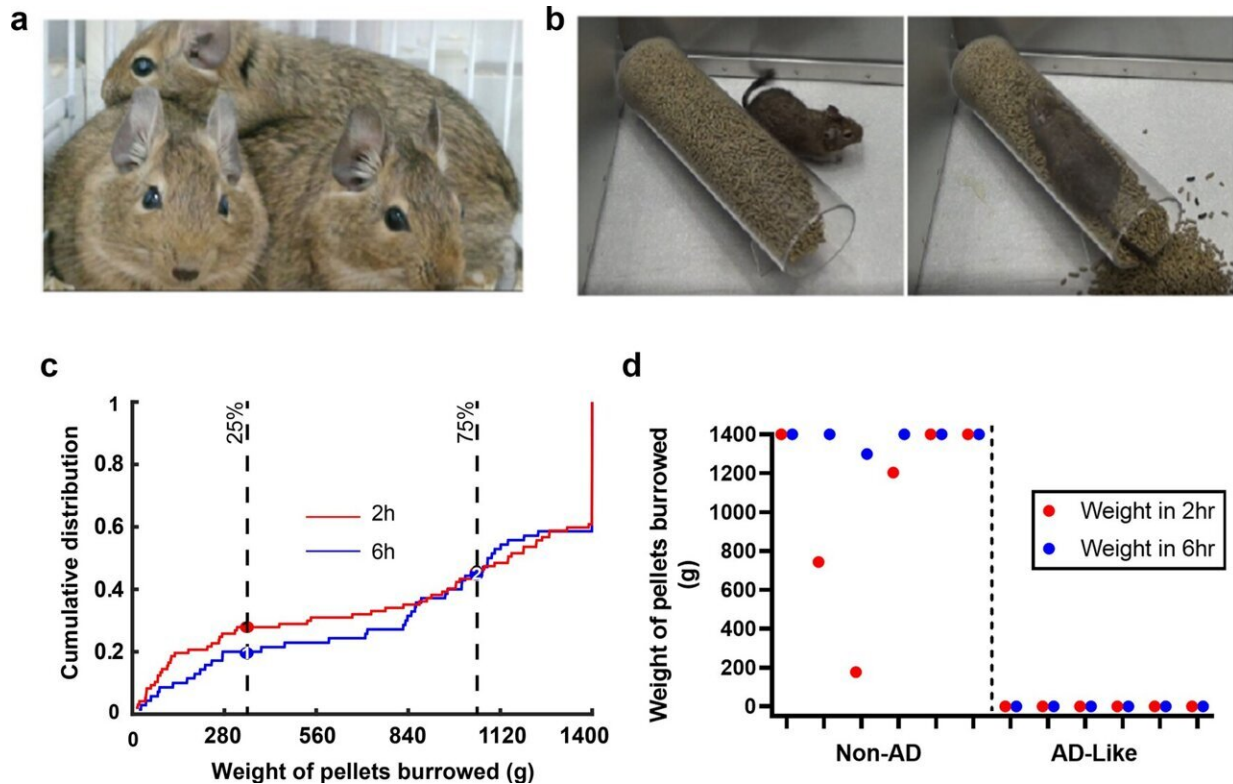 a
b
c
Cumulative distribution
1
0.8
0.6
0.4
0.2
0
25%
75%
2h
6h
0 280 560 840 1120 1400
Weight of pellets burrowed (g)
d
Weight of pellets burrowed
(g)
1400
1200
1000
800
600
400
200
0
Weight in 2hr
Weight in 6hr
Non-AD AD-Like